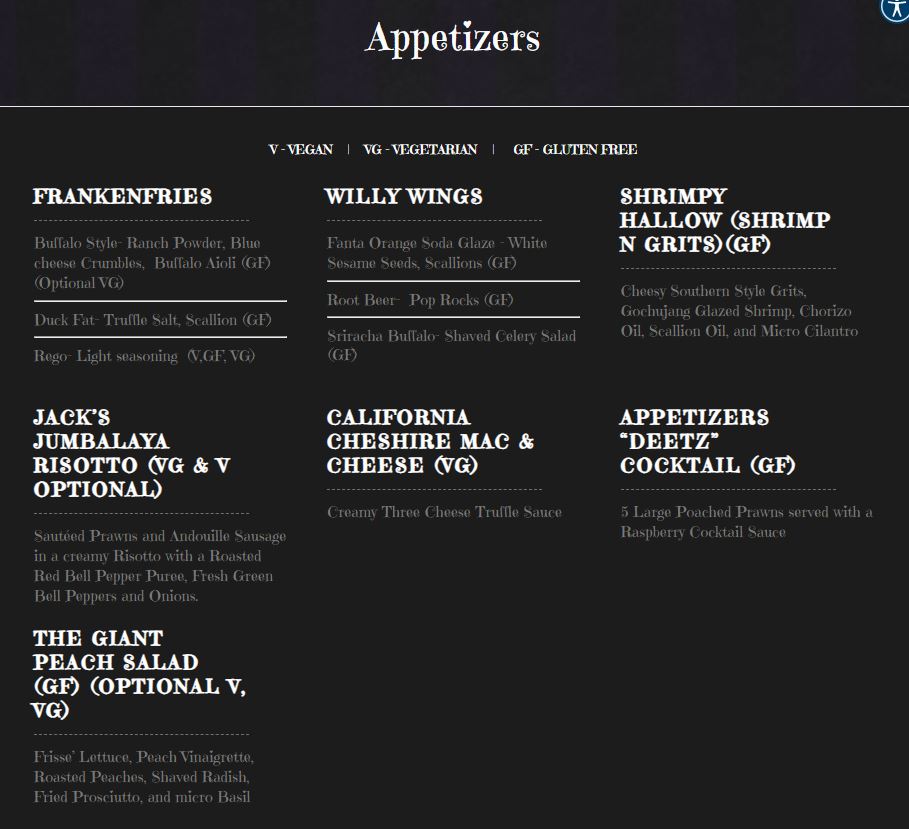 Appetizers
V - VEGAN | VG - VEGETARIAN | GF - GLUTEN FREE
FRANKENFRIES
Buffalo Style- Ranch Powder, Blue
cheese Crumbles, Buffalo Aioli (GF)
(Optional VG)
Duck Fat- Truffle Salt, Scallion (GF)
Rego- Light seasoning (V,GF, VG)
WILLY WINGS
Fanta Orange Soda Glaze - White
Sesame Seeds, Scallions (GF)
Root Beer- Pop Rocks (GF)
Sriracha Buffalo- Shaved Celery Salad
(GF)
SHRIMPY
HALLOW (SHRIMP
N GRITS)(GF)
Cheesy Southern Style Grits,
Gochujang Glazed Shrimp, Chorizo
Oil, Scallion Oil, and Micro Cilantro
JACK'S
JUMBALAYA
RISOTTO (VG & V
OPTIONAL)
Sautéed Prawns and Andouille Sausage
in a creamy Risotto with a Roasted
Red Bell Pepper Puree, Fresh Green
Bell Peppers and Onions.
CALIFORNIA
CHESHIRE MAC &
CHEESE (VG)
Creamy Three Cheese Truffle Sauce
APPETIZERS
“DEETZ”
COCKTAIL (GF)
5 Large Poached Prawns served with a
Raspberry Cocktail Sauce
THE GIANT
PEACH SALAD
(GF) (OPTIONAL V,
VG)
Frisse' Lettuce, Peach Vinaigrette,
Roasted Peaches, Shaved Radish,
Fried Prosciutto, and micro Basil